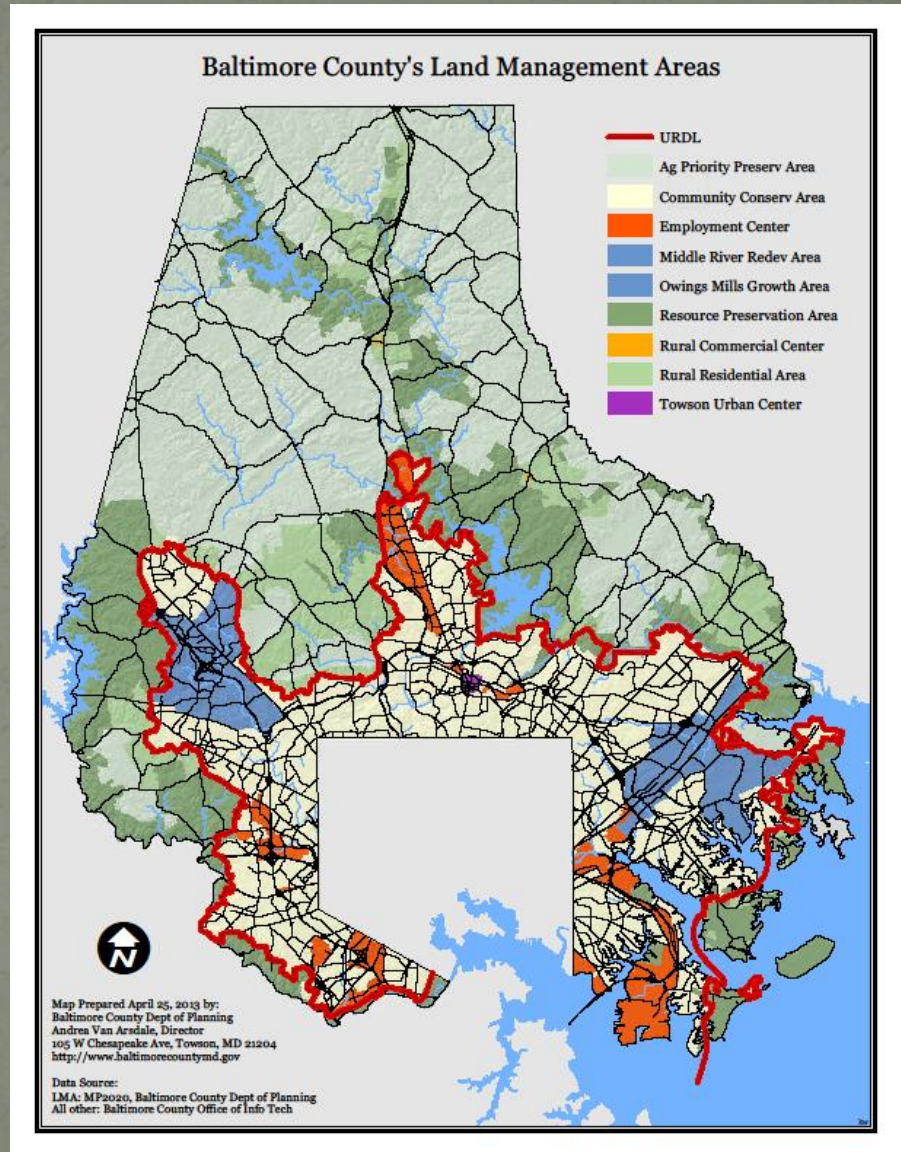 Baltimore County's Land Management Areas
URDL
Ag Priority Preserv Area
Community Conserv Area
Employment Center
Middle River Redev Area
Owings Mills Growth Area
Resource Preservation Area
Rural Commercial Center
Rural Residential Area
Towson Urban Center
N
Map Prepared April 25, 2013 by:
Baltimore County Dept of Planning
Andrea Van Arsdale, Director
105 W Chesapeake Ave, Towson, MD 21204
http://www.baltimorecountymd.gov
Data Source:
LMA: MP2020, Baltimore County Dept of Planning
All other: Baltimore County Office of Info Tech